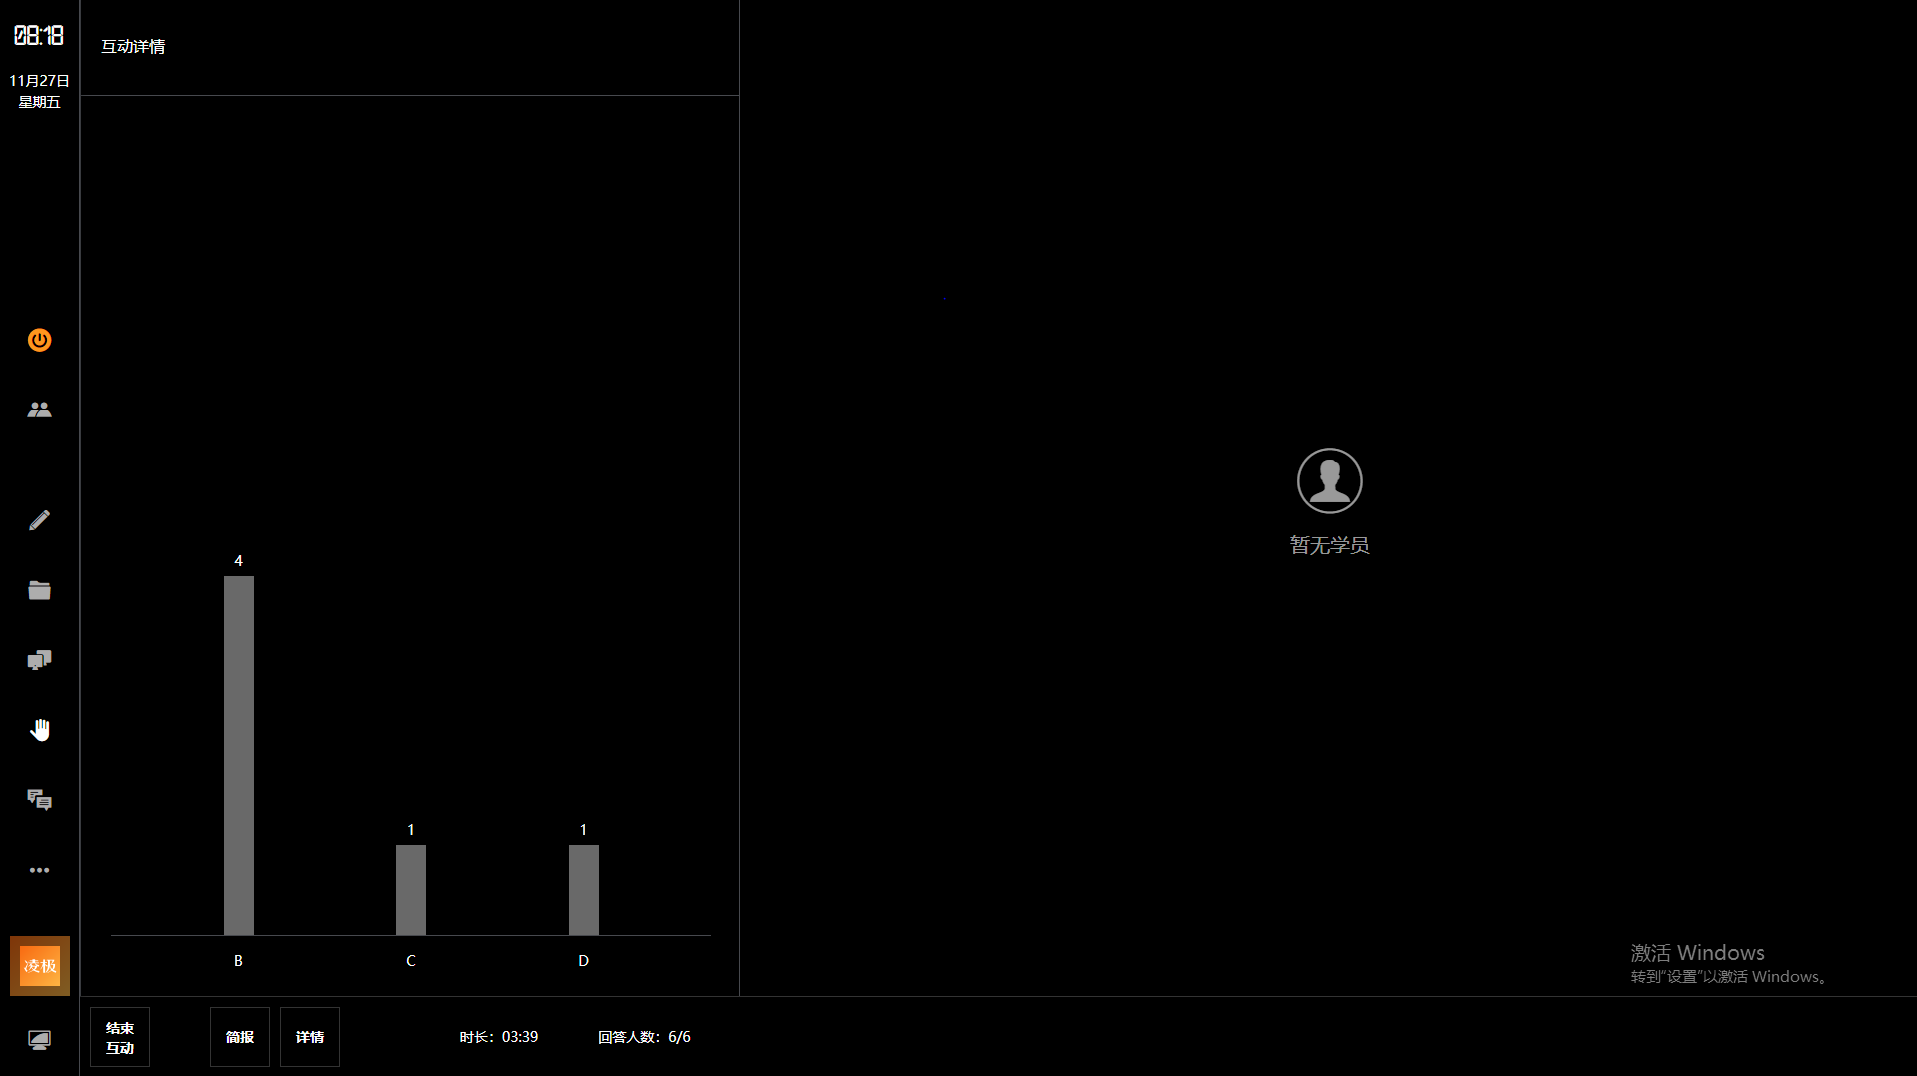 08:18
11月27日
星期五
互动详情
4
1
1
B
C
D
暂无学员
凌极
激活 Windows
转到"设置"以激活 Windows。
结束
互动
简报
详情
时长：03:39
回答人数：6/6